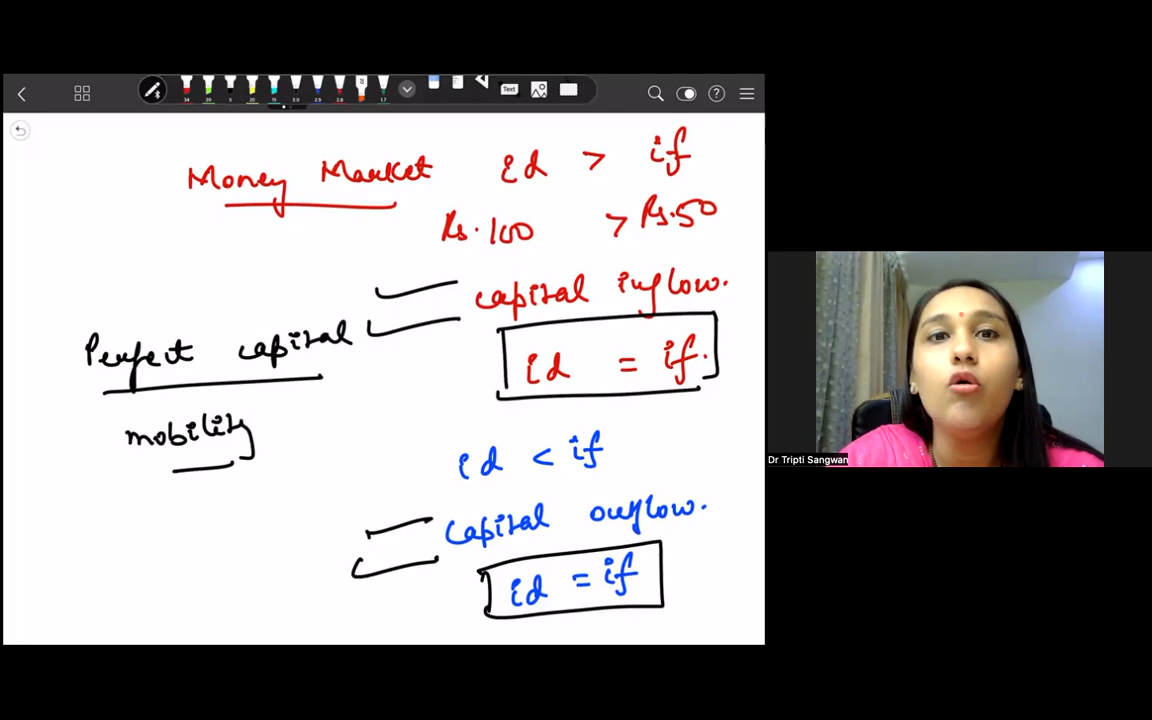 Text
Money Market id > if
Rs. 100 > Rs. 50
capital inflow.
Perfect capital
mobility
id = if.
id < if
capital outflow.
id = if
Dr Tripti Sangwan